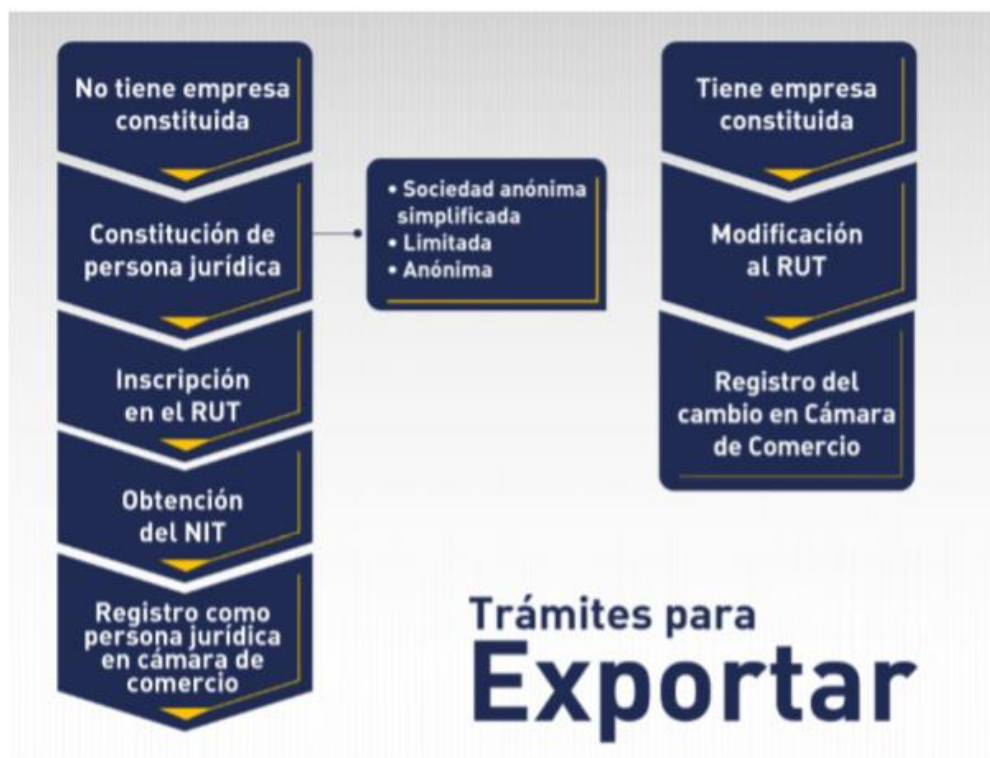 No tiene empresa
constituida
Constitución de
persona jurídica
• Sociedad anónima
simplificada
• Limitada
• Anónima
Inscripción
en el RUT
Obtención
del NIT
Registro como
persona jurídica
en cámara de
comercio
Tiene empresa
constituida
Modificación
al RUT
Registro del
cambio en Cámara
de Comercio
Trámites para
Exportar